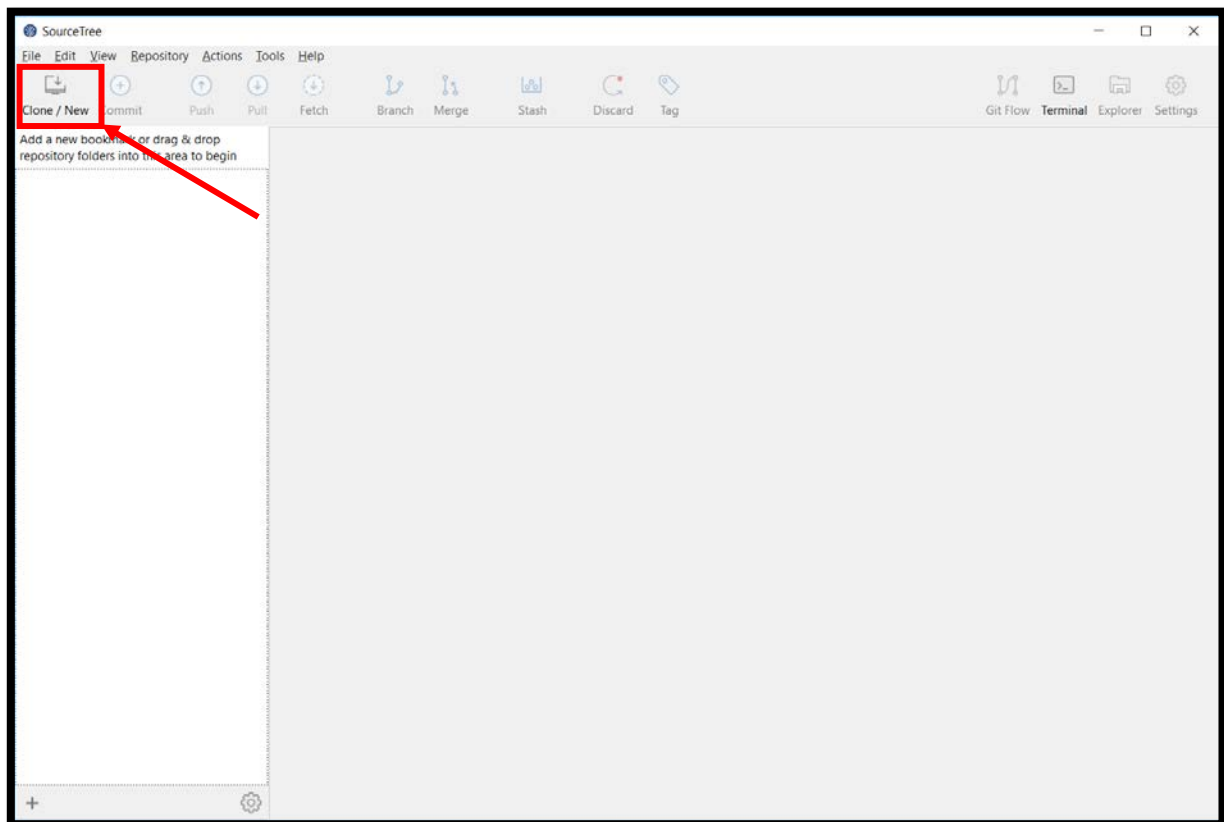 SourceTree
File Edit View Repository Actions Tools Help
Clone / New Commit Push Pull Fetch Branch Merge Stash Discard Tag Git Flow Terminal Explorer Settings
Add a new bookmark or drag & drop
repository folders into this area to begin